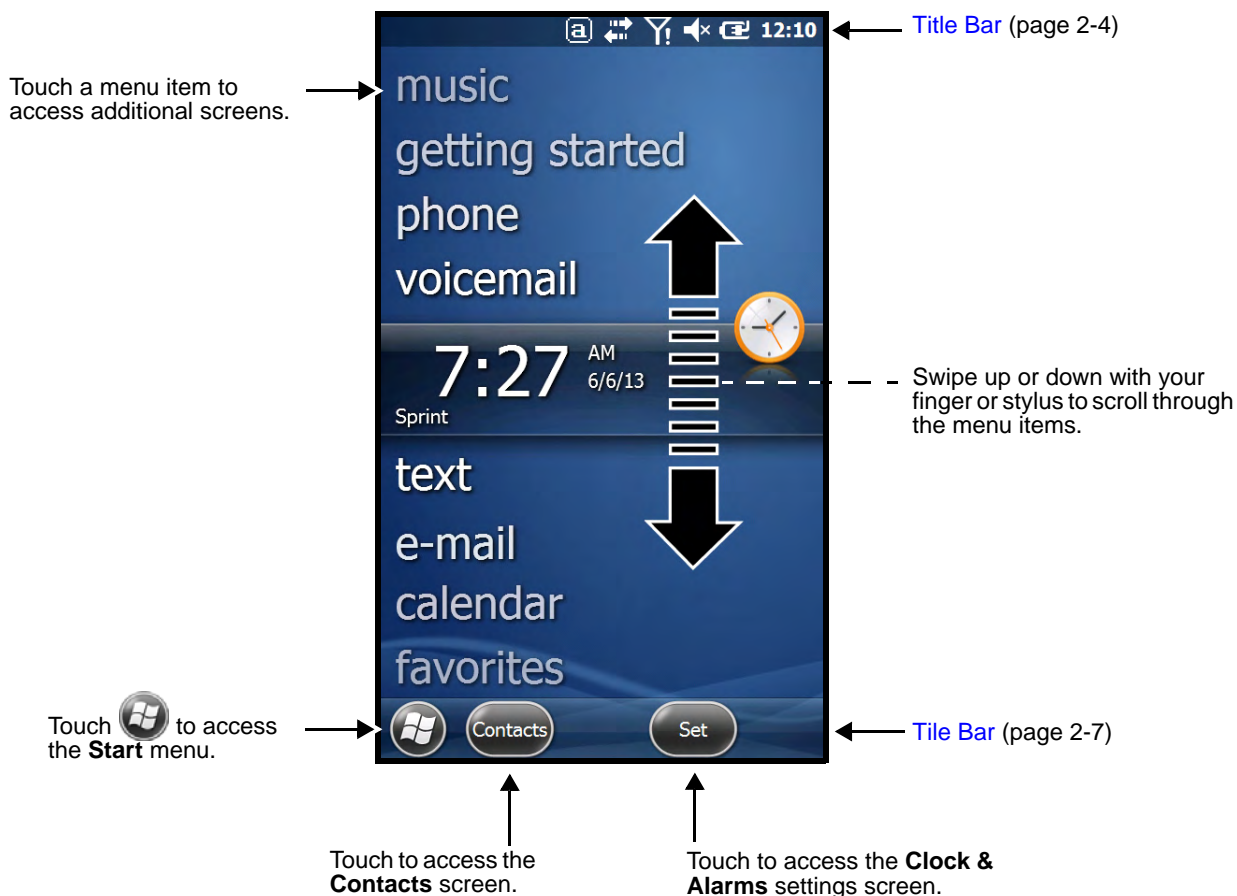 a 12:10
Title Bar (page 2-4)
Touch a menu item to
access additional screens.
music
getting started
phone
voicemail
7:27 AM
6/6/13
Sprint
Swipe up or down with your
finger or stylus to scroll through
the menu items.
text
e-mail
calendar
favorites
Touch to access
the Start menu.
Contacts
Set
Tile Bar (page 2-7)
Touch to access the
Contacts screen.
Touch to access the Clock &
Alarms settings screen.